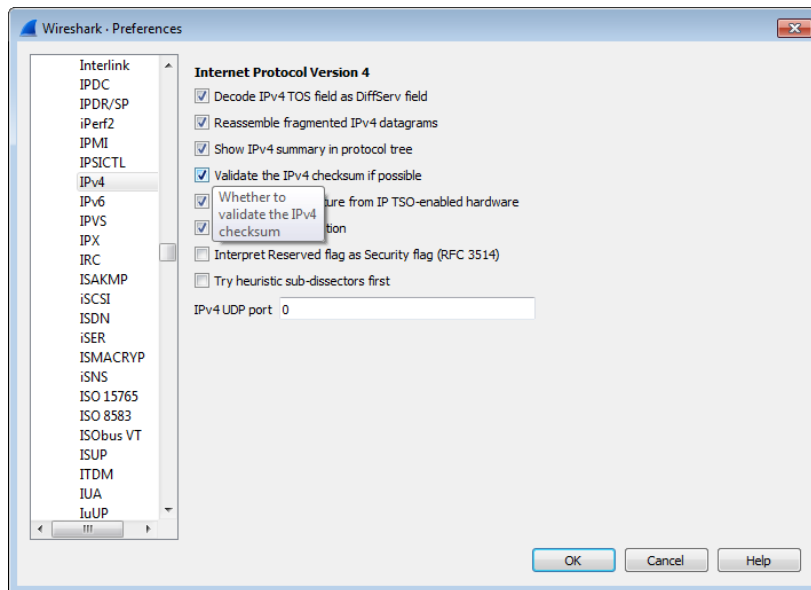 Wireshark · Preferences
Interlink
IPDC
IPDR/SP
iPerf2
IPMI
IPSICTL
IPv4
IPv6
IPVS
IPX
IRC
ISAKMP
iSCSI
ISDN
iSER
ISMACRYP
iSNS
ISO 15765
ISO 8583
ISObus VT
ISUP
ITDM
IUA
IuUP
Internet Protocol Version 4
Decode IPv4 TOS field as DiffServ field
Reassemble fragmented IPv4 datagrams
Show IPv4 summary in protocol tree
Validate the IPv4 checksum if possible
Whether to
validate the IPv4
checksum
from IP TSO-enabled hardware
Interpret Reserved flag as Security flag (RFC 3514)
Try heuristic sub-dissectors first
IPv4 UDP port 0
OK Cancel Help